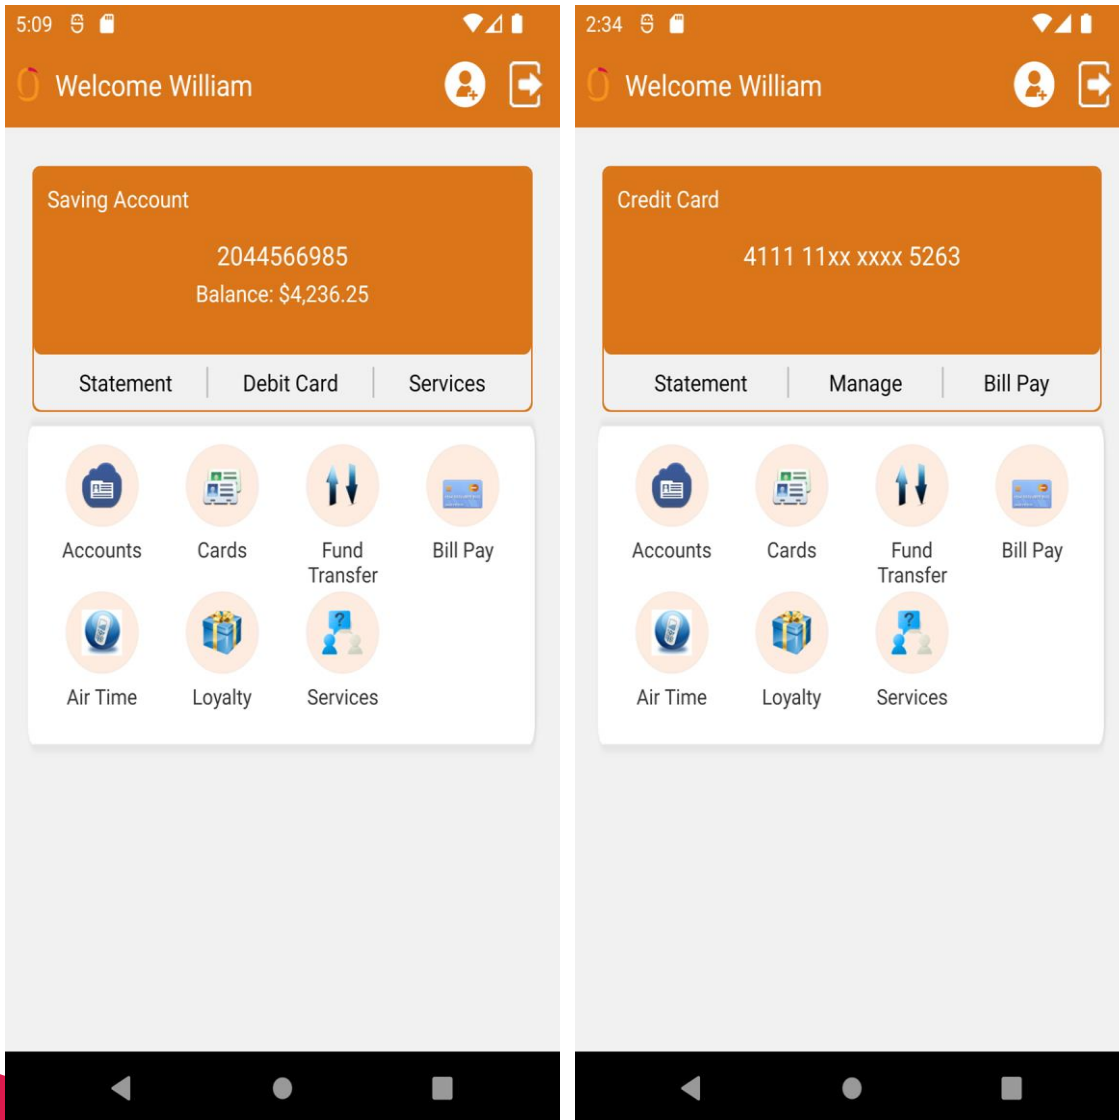 5:09
Welcome William
Saving Account
2044566985
Balance: $4,236.25
Statement Debit Card Services
Accounts Cards Fund Transfer Bill Pay
Air Time Loyalty Services
2:34
Welcome William
Credit Card
4111 11xx xxxx 5263
Statement Manage Bill Pay
Accounts Cards Fund Transfer Bill Pay
Air Time Loyalty Services